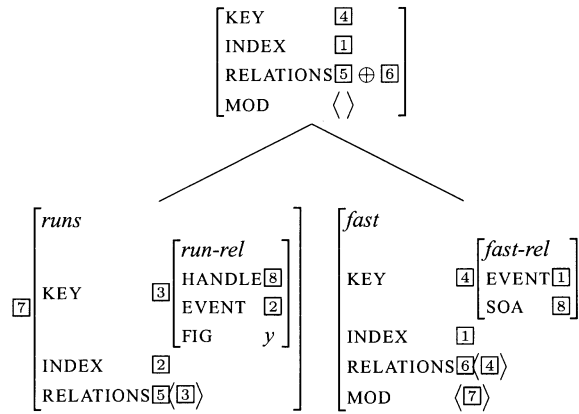 KEY 4
INDEX 1
RELATIONS 5 ⊕ 6
MOD ⟨ ⟩
runs
7
KEY 3
run-rel
HANDLE 8
EVENT 2
FIG y
INDEX 2
RELATIONS 5 ⟨ 3 ⟩
fast
KEY 4
fast-rel
EVENT 1
SOA 8
INDEX 1
RELATIONS 6 ⟨ 4 ⟩
MOD ⟨ 7 ⟩